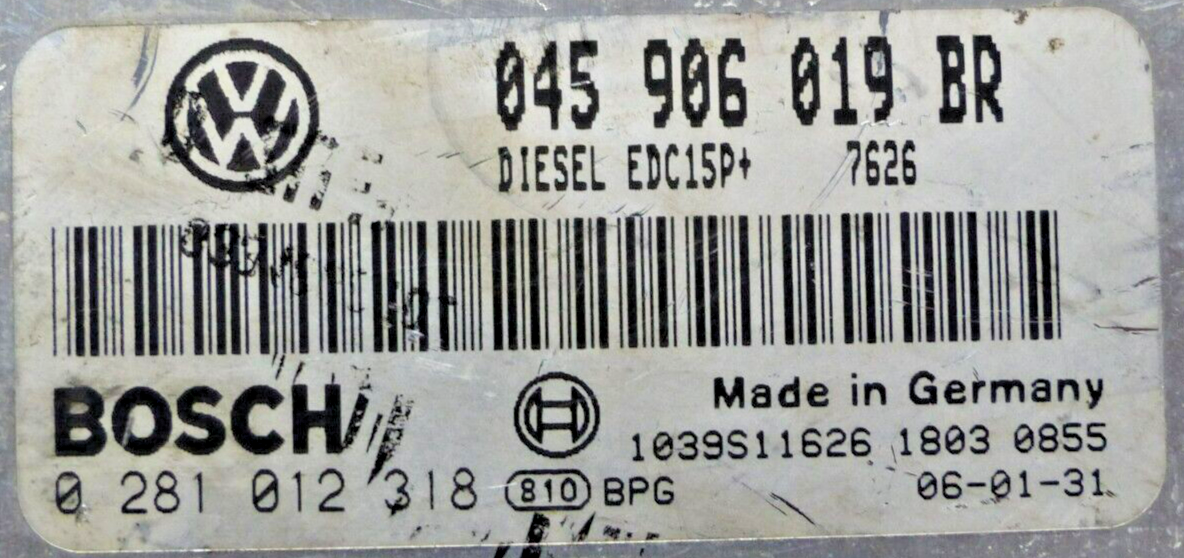 045 906 019 BR
DIESEL EDC15P+ 7626
BOSCH
Made in Germany
1039S11626 1803 0855
0 281 012 318 810 BPG
06-01-31